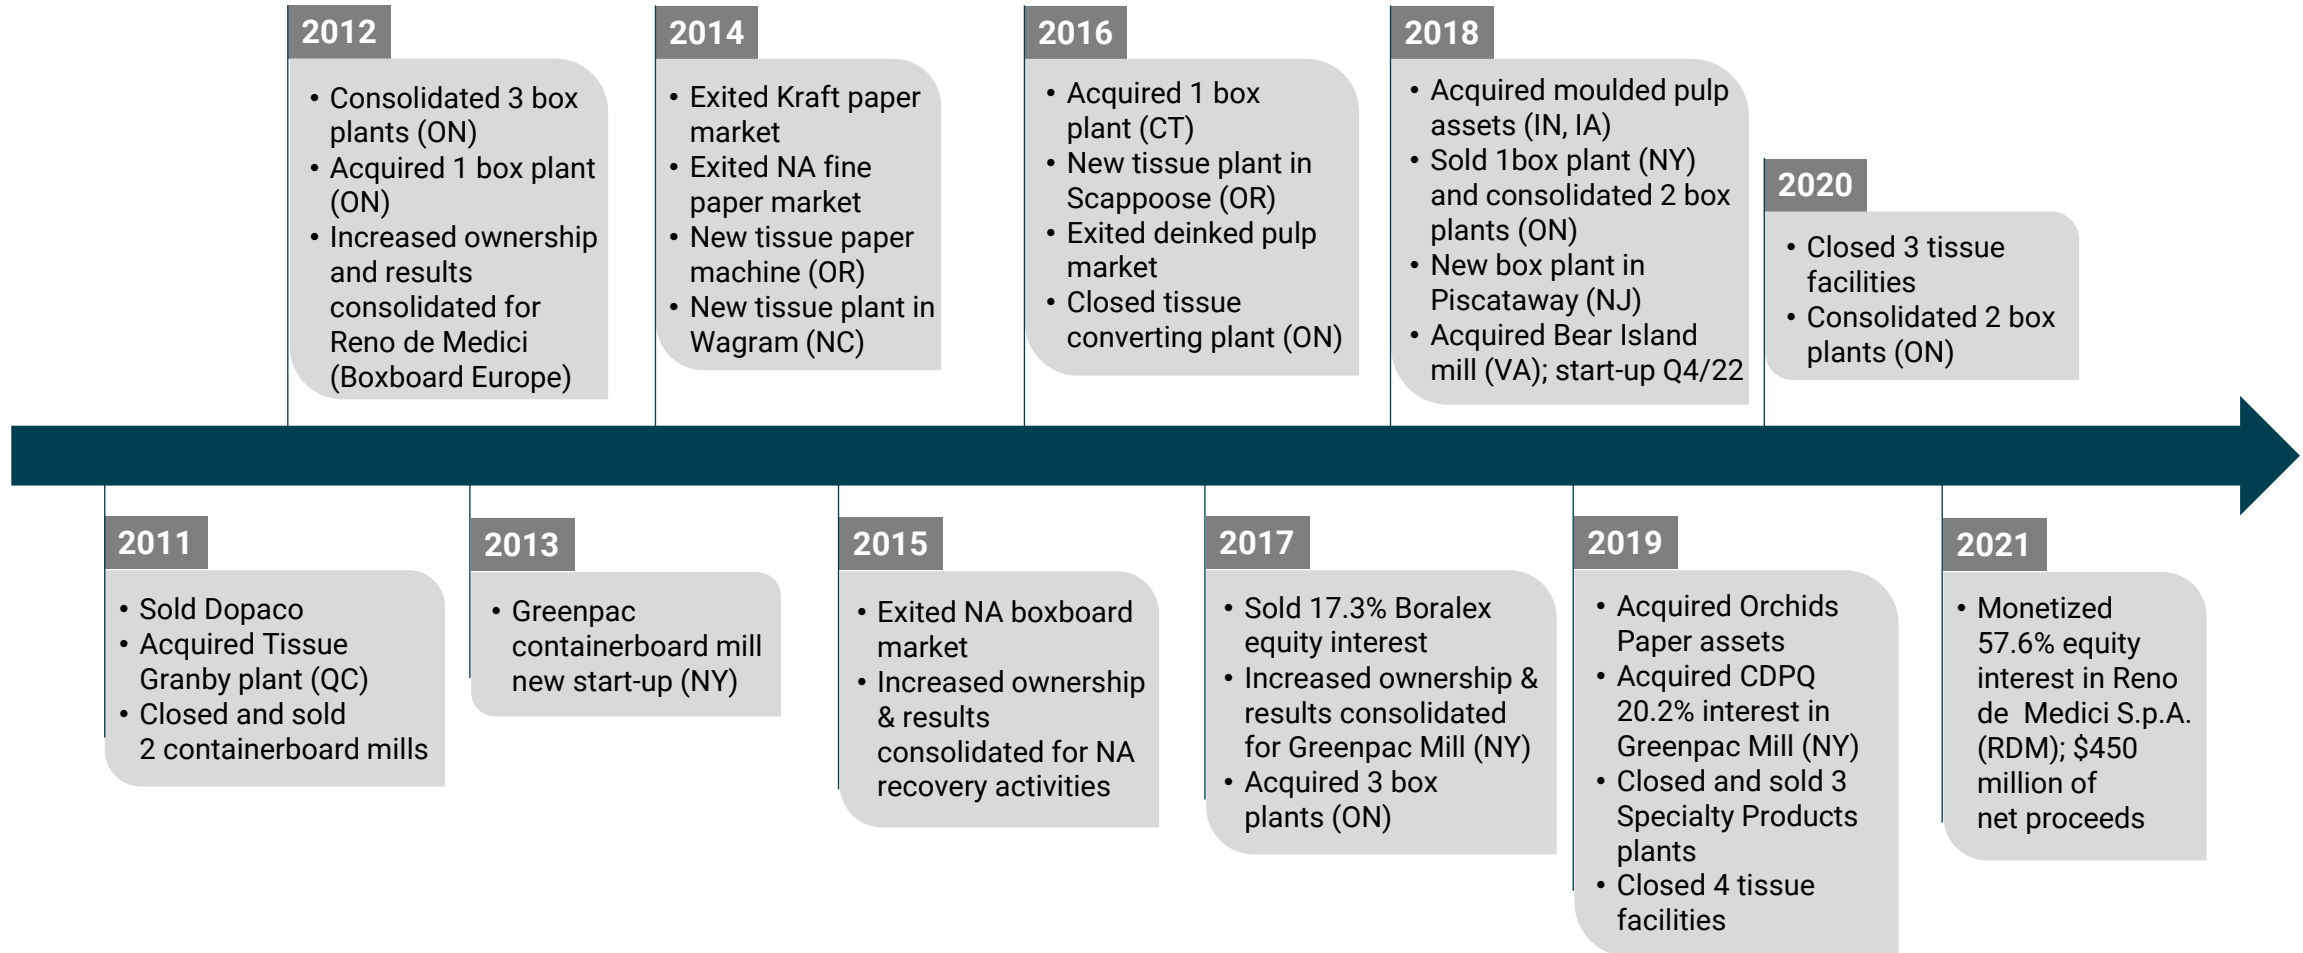 2012
• Consolidated 3 box
plants (ON)
• Acquired 1 box plant
(ON)
• Increased ownership
and results
consolidated for
Reno de Medici
(Boxboard Europe)
2014
• Exited Kraft paper
market
• Exited NA fine
paper market
• New tissue paper
machine (OR)
• New tissue plant in
Wagram (NC)
2016
• Acquired 1 box
plant (CT)
• New tissue plant in
Scappoose (OR)
• Exited deinked pulp
market
• Closed tissue
converting plant (ON)
2018
• Acquired moulded pulp
assets (IN, IA)
• Sold 1box plant (NY)
and consolidated 2 box
plants (ON)
• New box plant in
Piscataway (NJ)
• Acquired Bear Island
mill (VA); start-up Q4/22
2020
• Closed 3 tissue
facilities
• Consolidated 2 box
plants (ON)
2011
• Sold Dopaco
• Acquired Tissue
Granby plant (QC)
• Closed and sold
2 containerboard mills
2013
• Greenpac
containerboard mill
new start-up (NY)
2015
• Exited NA boxboard
market
• Increased ownership
& results
consolidated for NA
recovery activities
2017
• Sold 17.3% Boralex
equity interest
• Increased ownership &
results consolidated
for Greenpac Mill (NY)
• Acquired 3 box
plants (ON)
2019
• Acquired Orchids
Paper assets
• Acquired CDPQ
20.2% interest in
Greenpac Mill (NY)
• Closed and sold 3
Specialty Products
plants
• Closed 4 tissue
facilities
2021
• Monetized
57.6% equity
interest in Reno
de Medici S.p.A.
(RDM); $450
million of
net proceeds